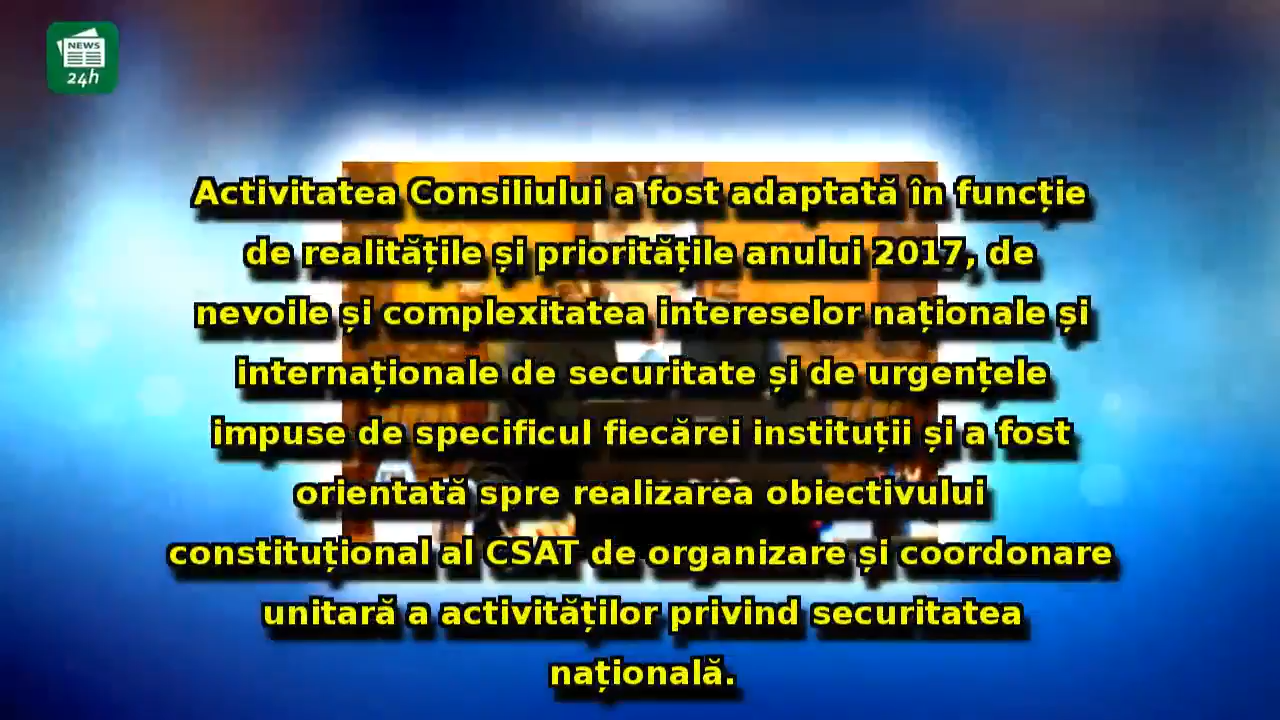 NEWS
24h
Activitatea Consiliului a fost adaptată în funcție
de realitățile și prioritățile anului 2017, de
nevoile și complexitatea intereselor naționale și
internaționale de securitate și de urgențele
impuse de specificul fiecărei instituții și a fost
orientată spre realizarea obiectivului
constituțional al CSAT de organizare și coordonare
unitară a activităților privind securitatea
națională.